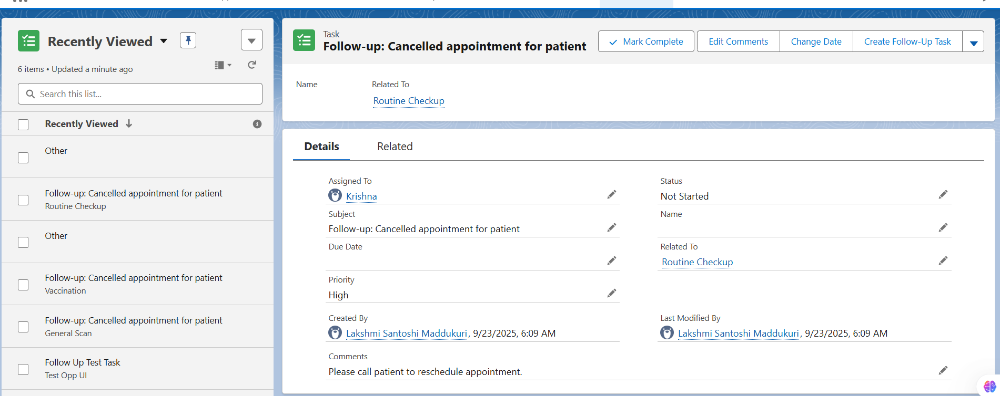 Recently Viewed
6 items • Updated a minute ago
Search this list...
Recently Viewed
Other
Follow-up: Cancelled appointment for patient
Routine Checkup
Other
Follow-up: Cancelled appointment for patient
Vaccination
Follow-up: Cancelled appointment for patient
General Scan
Follow Up Test Task
Test Opp UI
Task
Follow-up: Cancelled appointment for patient
Mark Complete
Edit Comments
Change Date
Create Follow-Up Task
Name
Related To
Routine Checkup
Details
Related
Assigned To
Krishna
Status
Not Started
Subject
Follow-up: Cancelled appointment for patient
Name
Due Date
Related To
Routine Checkup
Priority
High
Created By
Lakshmi Santoshi Maddukuri, 9/23/2025, 6:09 AM
Last Modified By
Lakshmi Santoshi Maddukuri, 9/23/2025, 6:09 AM
Comments
Please call patient to reschedule appointment.